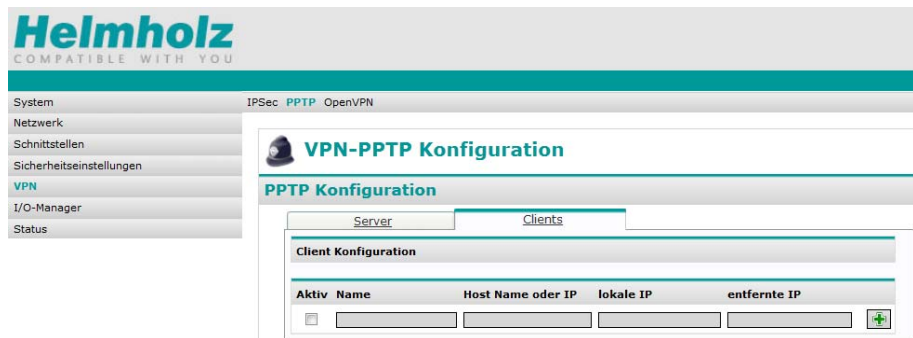 Helmholz
COMPATIBLE WITH YOU
System
Netzwerk
Schnittstellen
Sicherheitseinstellungen
VPN
I/O-Manager
Status
IPSec PPTP OpenVPN
VPN-PPTP Konfiguration
PPTP Konfiguration
Server Clients
Client Konfiguration
Aktiv Name Host Name oder IP lokale IP entfernte IP